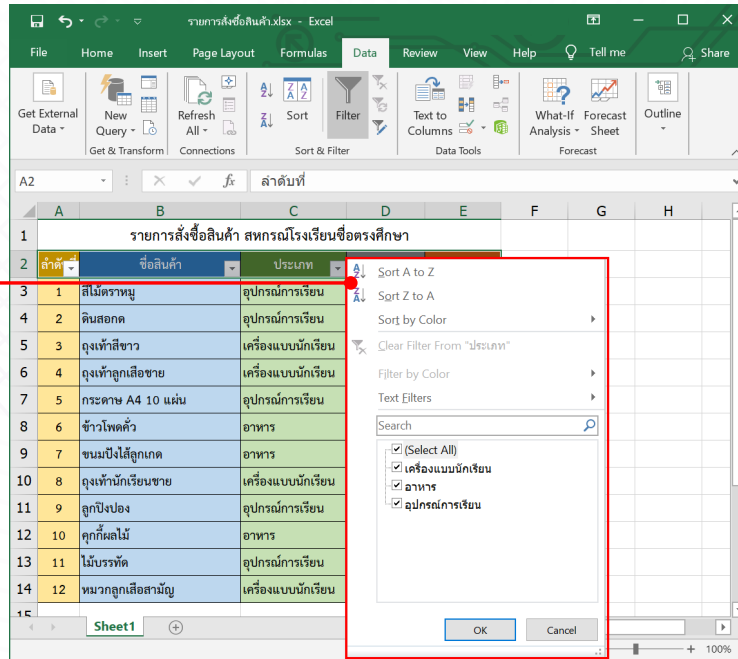 รายการสั่งซื้อสินค้า.xlsx - Excel
File Home Insert Page Layout Formulas Data Review View Help Tell me Share
Get External Data
New Query
Refresh All
Sort
Filter
Text to Columns
What-If Analysis
Forecast Sheet
Outline
Get & Transform Connections Sort & Filter Data Tools Forecast
A2 fx ลำดับที่
A B C D E F G H
1 รายการสั่งซื้อสินค้า สหกรณ์โรงเรียนซื่อตรงศึกษา
2 ชื่อสินค้า ประเภท
3 1 สีไม้ตราหมู อุปกรณ์การเรียน
4 2 ดินสอกด อุปกรณ์การเรียน
5 3 ถุงเท้าสีขาว เครื่องแบบนักเรียน
6 4 ถุงเท้าลูกเสือชาย เครื่องแบบนักเรียน
7 5 กระดาษ A4 10 แผ่น อุปกรณ์การเรียน
8 6 ข้าวโพดคั่ว อาหาร
9 7 ขนมปังไส้ลูกเกด อาหาร
10 8 ถุงเท้านักเรียนชาย เครื่องแบบนักเรียน
11 9 ลูกปิงปอง อุปกรณ์การเรียน
12 10 คุกกี้ผลไม้ อาหาร
13 11 ไม้บรรทัด อุปกรณ์การเรียน
14 12 หมวกลูกเสือสามัญ เครื่องแบบนักเรียน
15
Sort A to Z
Sort Z to A
Sort by Color
Clear Filter From "ประเภท"
Filter by Color
Text Filters
Search
(Select All)
เครื่องแบบนักเรียน
อาหาร
อุปกรณ์การเรียน
OK Cancel
Sheet1
100%